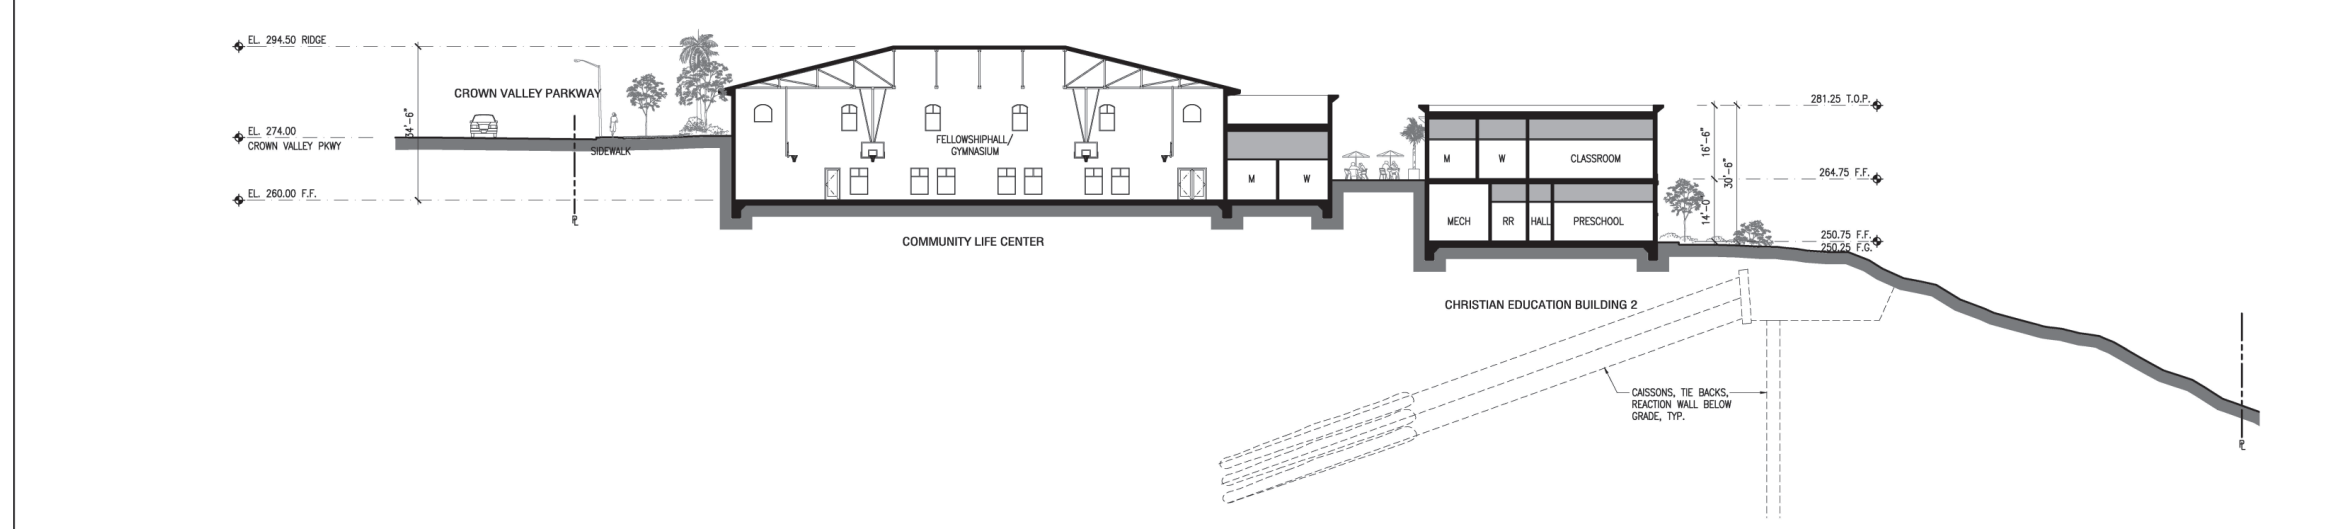 EL. 294.50 RIDGE
CROWN VALLEY PARKWAY
34'-6"
EL. 274.00
CROWN VALLEY PKWY
SIDEWALK
EL. 260.00 F.F.
PL
FELLOWSHIPHALL/
GYMNASIUM
M W
COMMUNITY LIFE CENTER
M W CLASSROOM
MECH RR HALL PRESCHOOL
CHRISTIAN EDUCATION BUILDING 2
281.25 T.O.P.
16'-6"
30'-6"
264.75 F.F.
14'-0"
250.75 F.F.
250.25 F.G.
CAISSONS, TIE BACKS,
REACTION WALL BELOW
GRADE, TYP.
PL